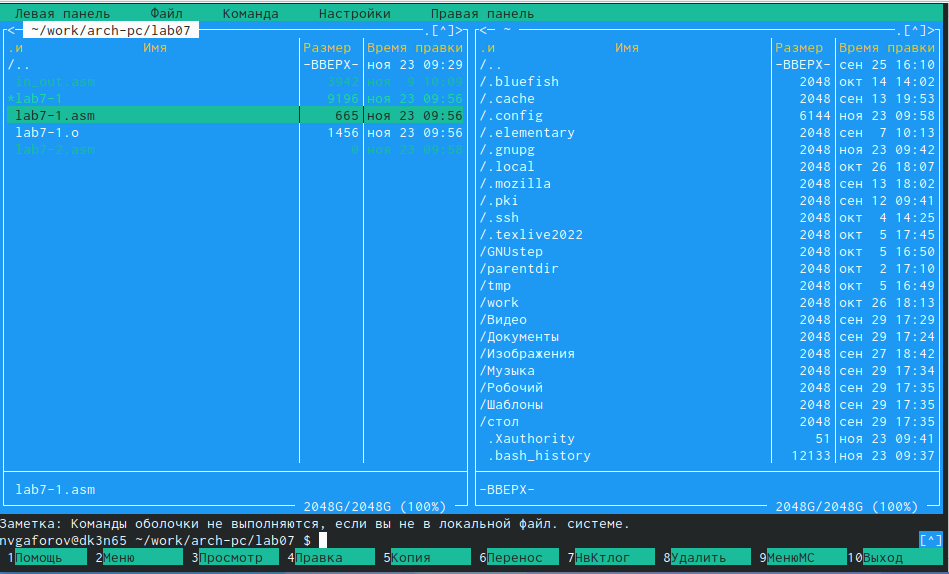 Левая панель Файл Команда Настройки Правая панель
<─ ~/work/arch-pc/lab07 .[^]>
.и Имя Размер Время правки
/.. -ВВЕРХ- ноя 23 09:29
in_out.asm 3942 ноя 9 10:09
*lab7-1 9196 ноя 23 09:56
lab7-1.asm 665 ноя 23 09:56
lab7-1.o 1456 ноя 23 09:56
lab7-2.asm 0 ноя 23 09:58
lab7-1.asm
2048G/2048G (100%)
<─ ~ .[^]>
.и Имя Размер Время правки
/.. -ВВЕРХ- сен 25 16:10
/.bluefish 2048 окт 14 14:02
/.cache 2048 сен 13 19:53
/.config 6144 ноя 23 09:58
/.elementary 2048 сен 7 10:13
/.gnupg 2048 ноя 23 09:42
/.local 2048 окт 26 18:07
/.mozilla 2048 сен 13 18:02
/.pki 2048 сен 12 09:41
/.ssh 2048 окт 4 14:25
/.texlive2022 2048 окт 5 17:45
/GNUstep 2048 окт 5 16:50
/parentdir 2048 окт 2 17:10
/tmp 2048 окт 5 16:49
/work 2048 окт 26 18:13
/Видео 2048 сен 29 17:29
/Документы 2048 сен 29 17:24
/Изображения 2048 сен 27 18:42
/Музыка 2048 сен 29 17:34
/Робочий 2048 сен 29 17:35
/Шаблоны 2048 сен 29 17:35
/стол 2048 сен 29 17:35
.Xauthority 51 ноя 23 09:41
.bash_history 12133 ноя 23 09:37
-ВВЕРХ-
2048G/2048G (100%)
Заметка: Команды оболочки не выполняются, если вы не в локальной файл. системе.
nvgaforov@dk3n65 ~/work/arch-pc/lab07 $ [^]
1Помощь 2Меню 3Просмотр 4Правка 5Копия 6Перенос 7НвКтлог 8Удалить 9МенюМС 10Выход